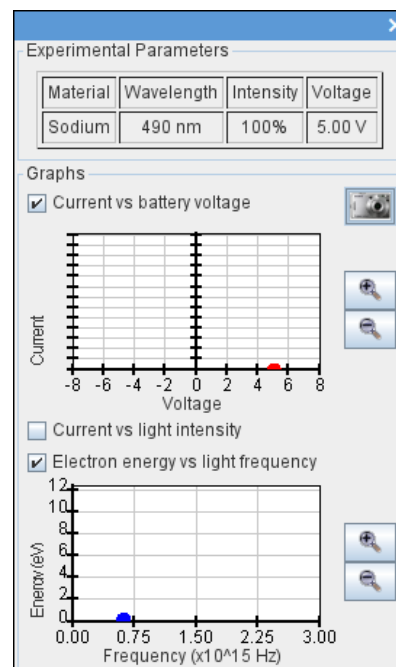 ×
Experimental Parameters
Material Wavelength Intensity Voltage
Sodium 490 nm 100% 5.00 V
Graphs
Current vs battery voltage
Current
-8 -6 -4 -2 0 2 4 6 8
Voltage
Current vs light intensity
Electron energy vs light frequency
12
10
8
6
4
2
0
Energy (eV)
0.00 0.75 1.50 2.25 3.00
Frequency (x10^15 Hz)